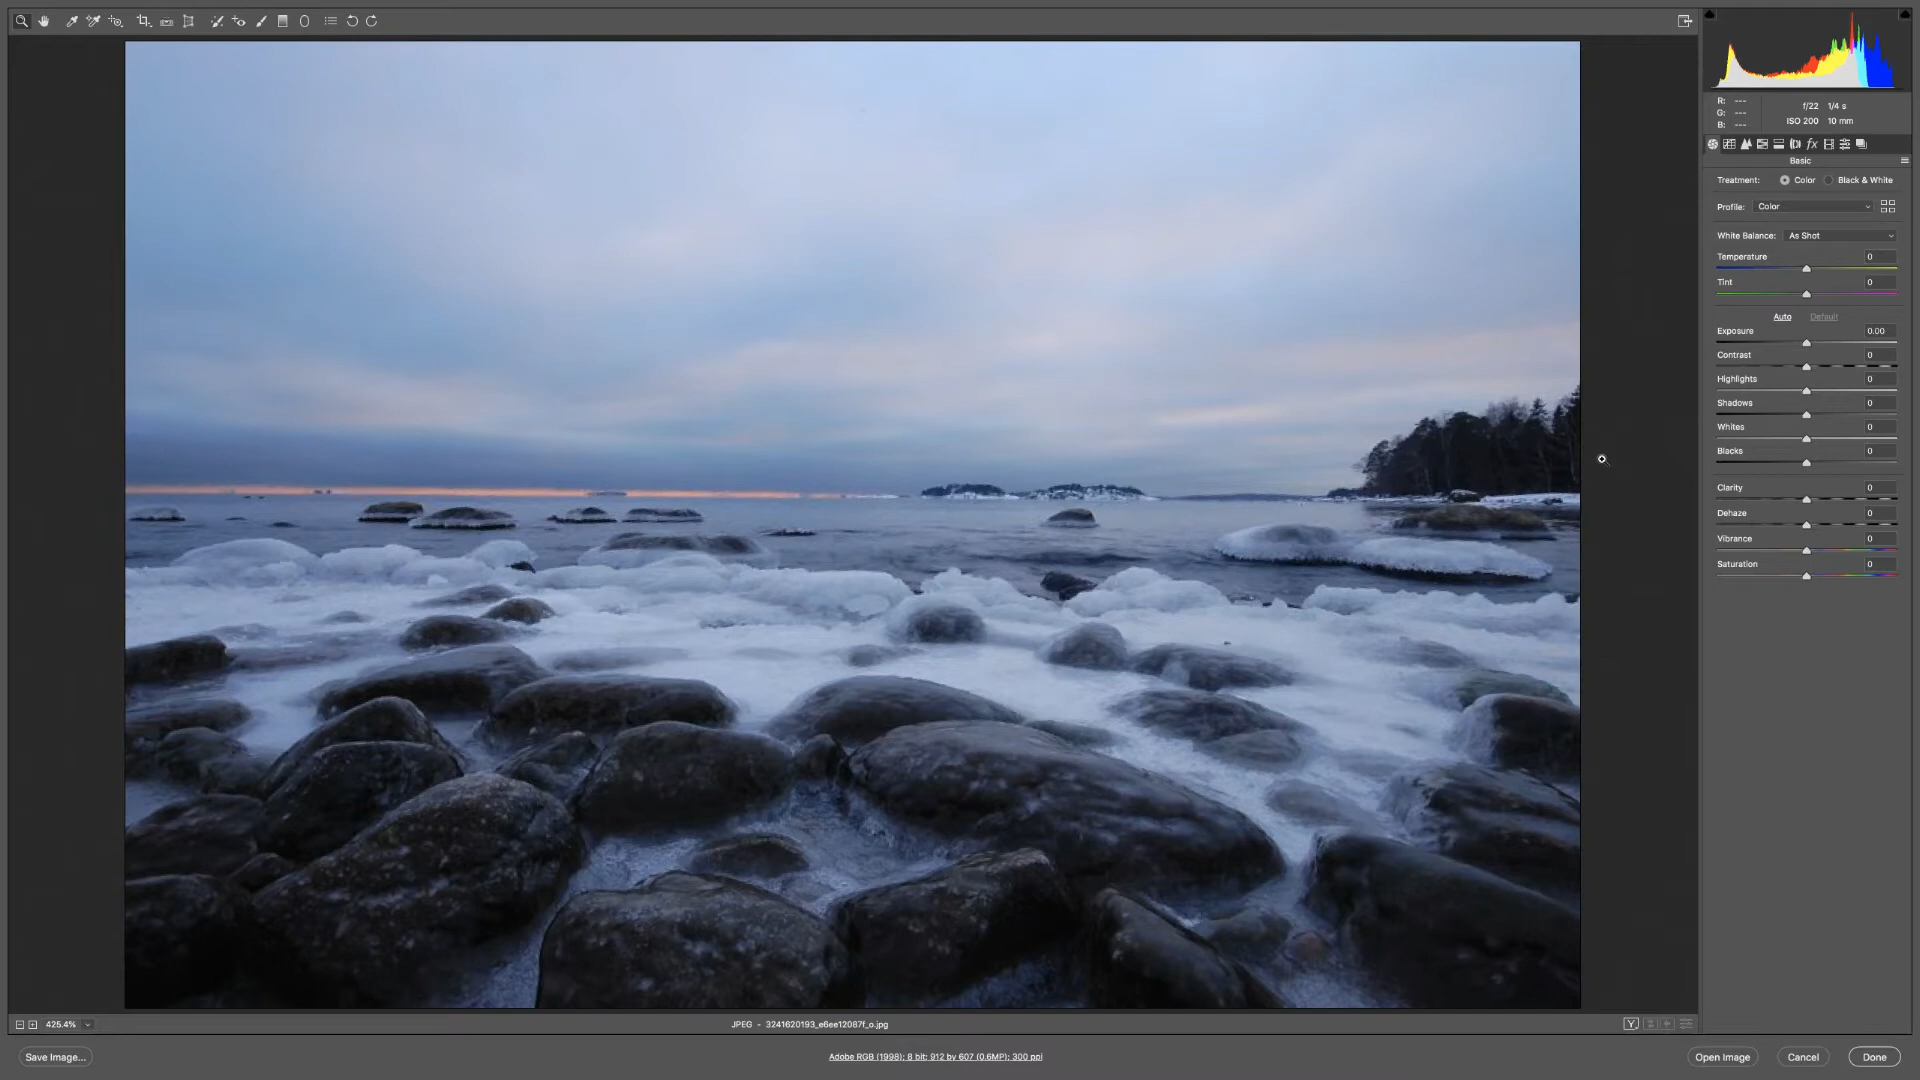 R: ---
G: ---
B: ---
f/22 1/4 s
ISO 200 10 mm
fx
Basic
Treatment: Color Black & White
Profile: Color
White Balance: As Shot
Temperature 0
Tint 0
Auto Default
Exposure 0.00
Contrast 0
Highlights 0
Shadows 0
Whites 0
Blacks 0
Clarity 0
Dehaze 0
Vibrance 0
Saturation 0
425.4%
JPEG - 3241620193_e6ee12087f_o.jpg
Y
Save Image...
Adobe RGB (1998); 8 bit; 912 by 607 (0.6MP); 300 ppi
Open Image
Cancel
Done